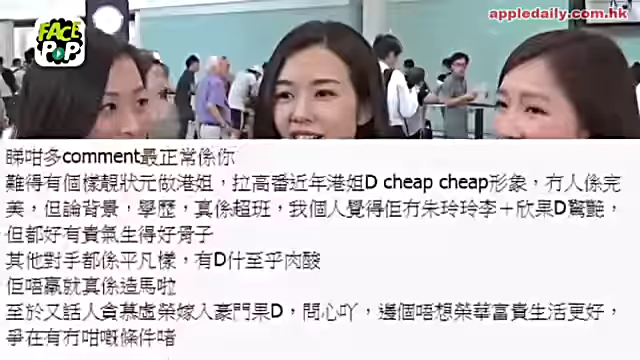 FACE
POP
appledaily.com.hk
睇咁多comment最正常係你
難得有個樣靚狀元做港姐，拉高番近年港姐D cheap cheap形象，冇人係完
美，但論背景，學歷，真係超班，我個人覺得佢冇朱玲玲李＋欣果D驚艷，
但都好有貴氣生得好骨子
其他對手都係平凡樣，有D什至乎肉酸
佢唔贏就真係造馬啦
至於又話人貪慕虛榮嫁入豪門果D，問心吖，邊個唔想榮華富貴生活更好，
爭在有冇咁嘅條件啫